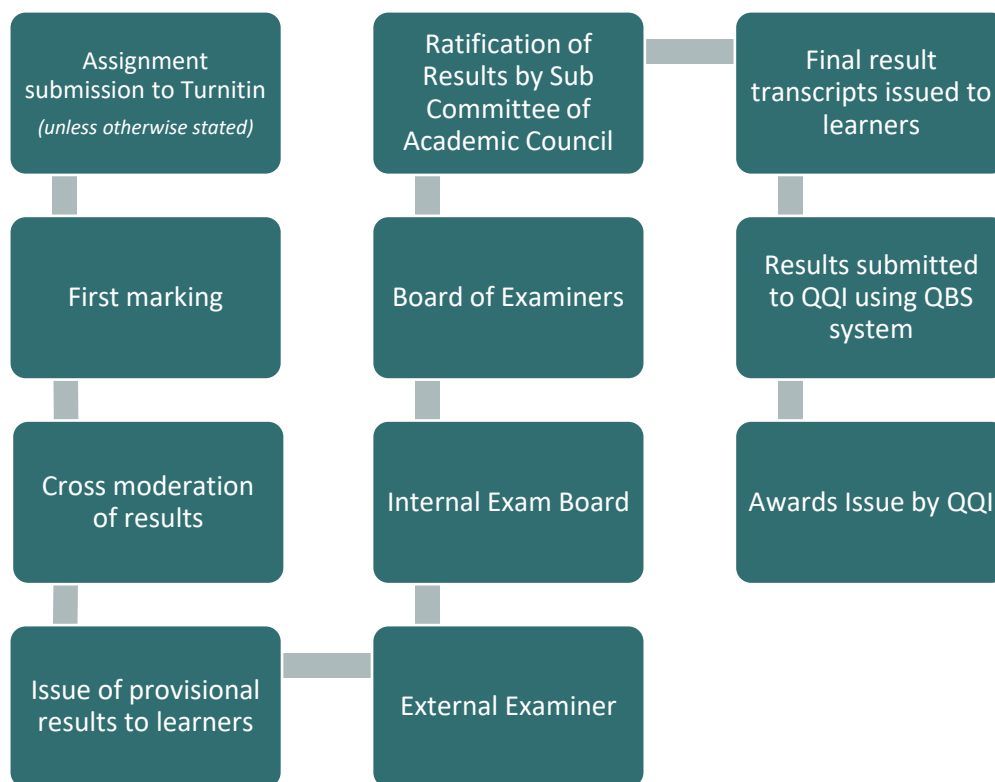 Assignment
submission to Turnitin
(unless otherwise stated)
First marking
Cross moderation
of results
Issue of provisional
results to learners
External Examiner
Internal Exam Board
Board of Examiners
Ratification of
Results by Sub
Committee of
Academic Council
Final result
transcripts issued to
learners
Results submitted
to QQI using QBS
system
Awards Issue by QQI